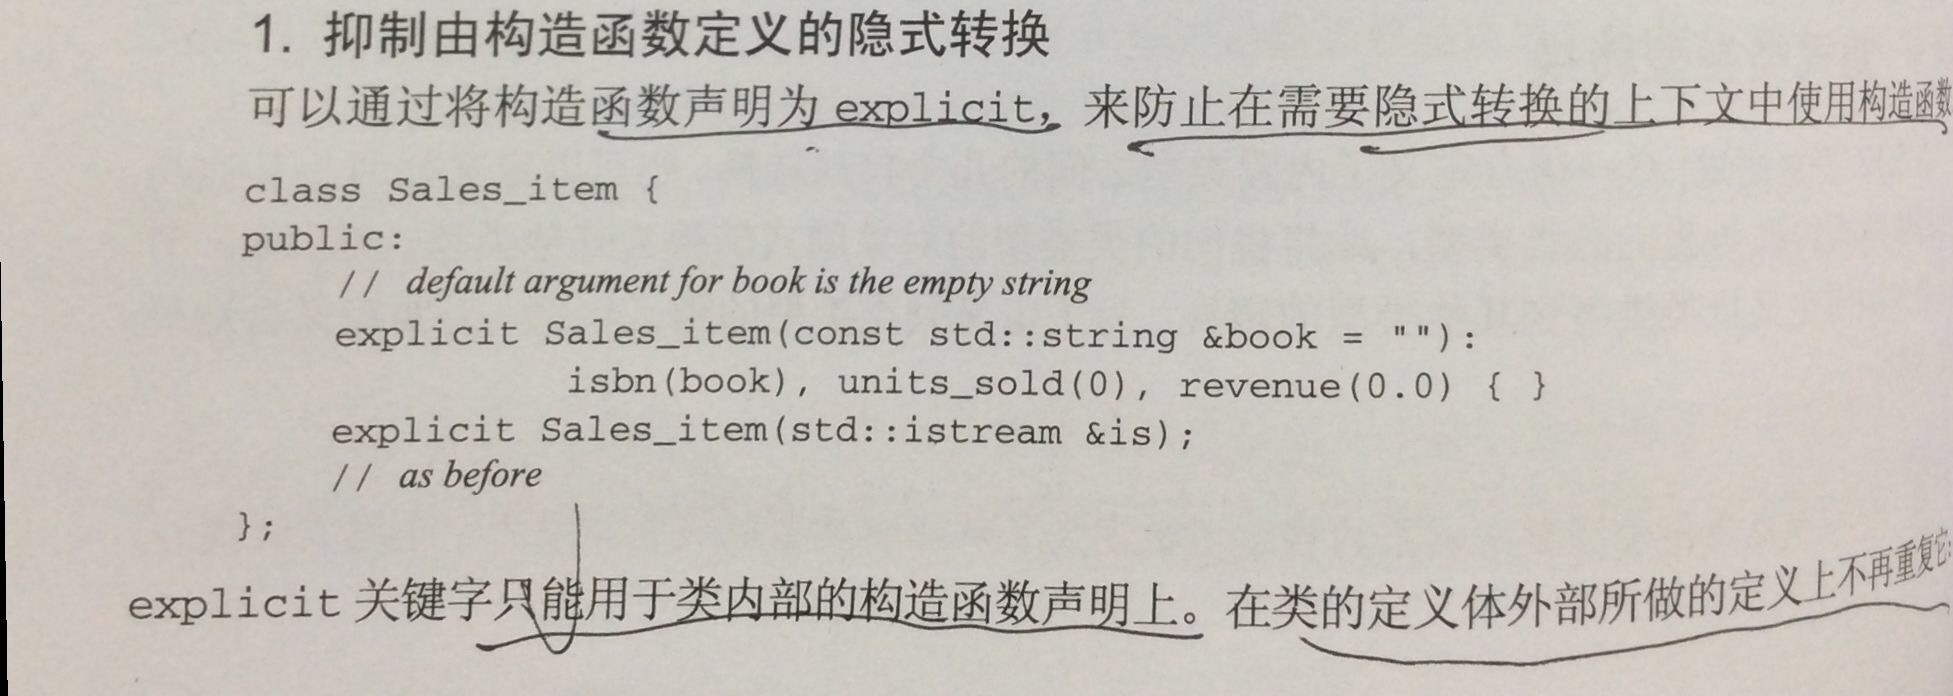 1. 抑制由构造函数定义的隐式转换
可以通过将构造函数声明为 explicit，来防止在需要隐式转换的上下文中使用构造函数
class Sales_item {
public:
// default argument for book is the empty string
explicit Sales_item(const std::string &book = ""):
isbn(book), units_sold(0), revenue(0.0) { }
explicit Sales_item(std::istream &is);
// as before
};
explicit 关键字只能用于类内部的构造函数声明上。在类的定义体外部所做的定义上不再重复它